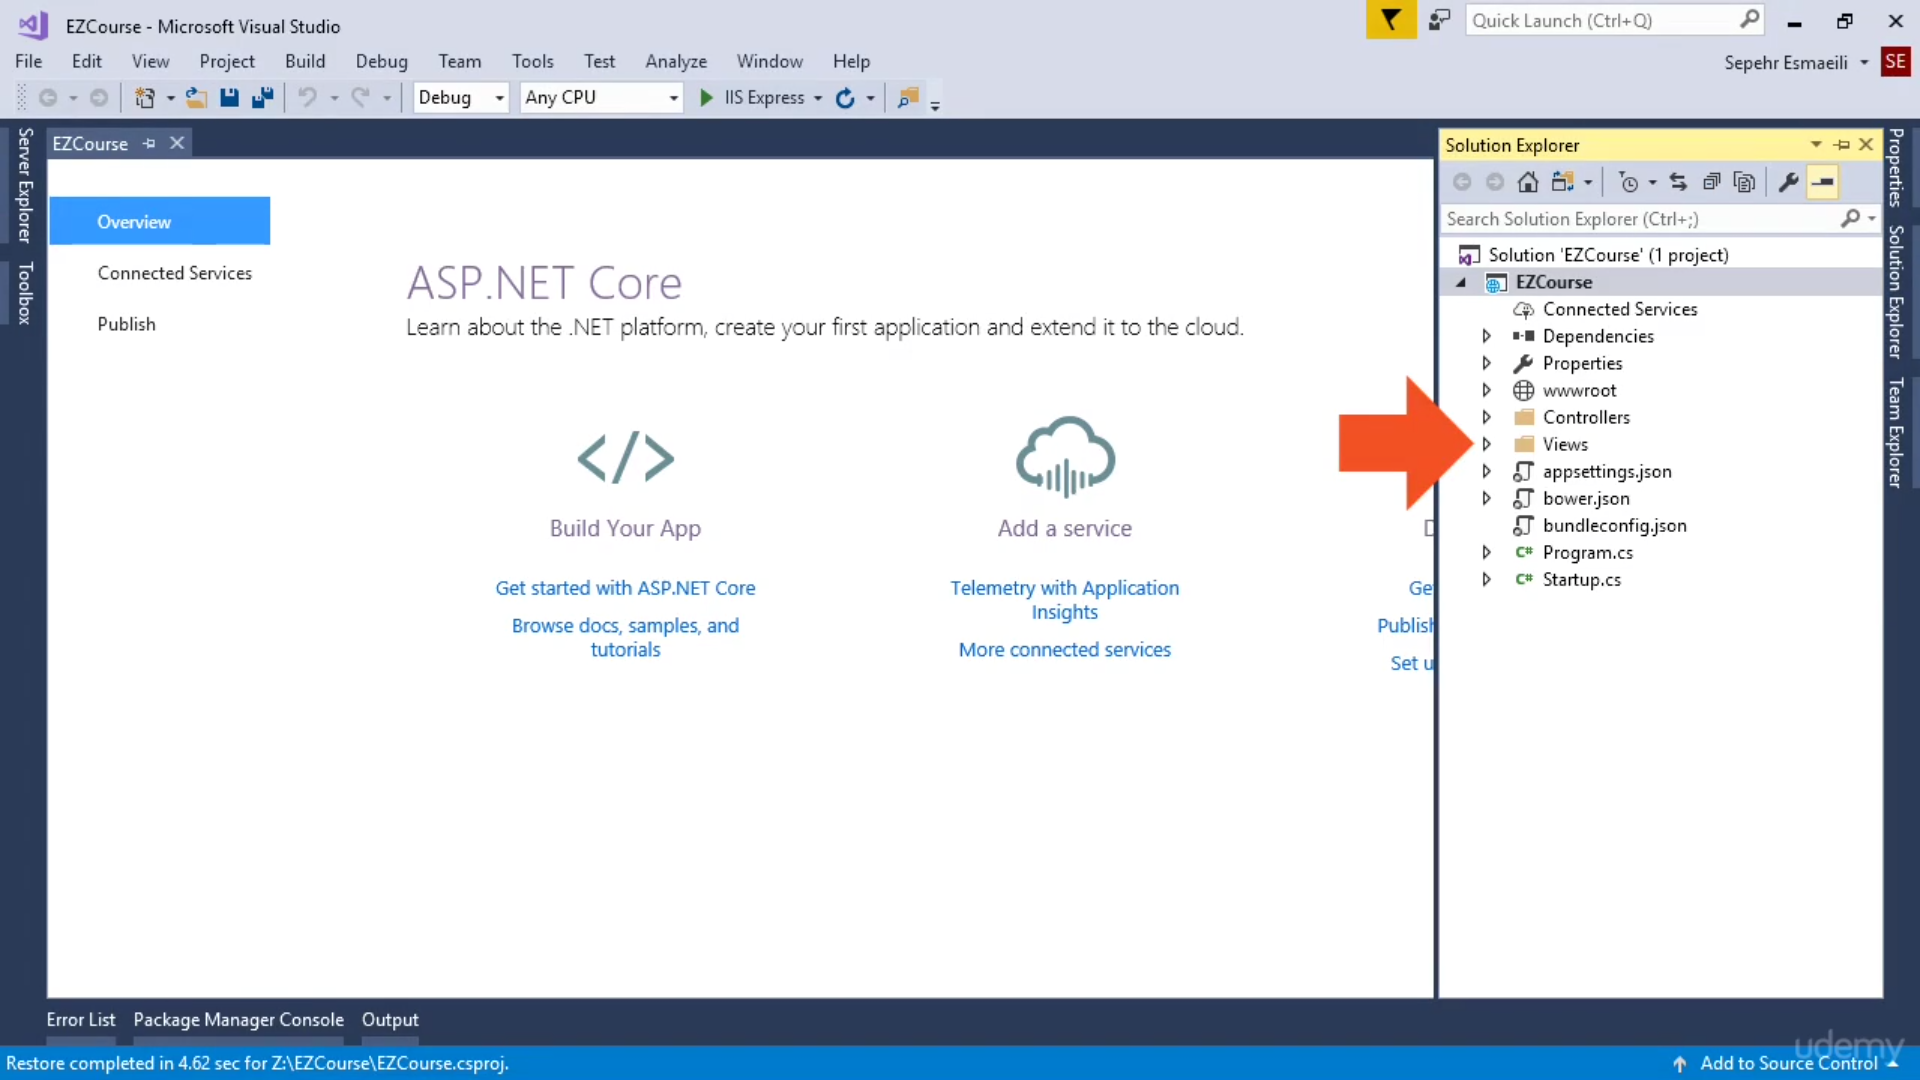 EZCourse - Microsoft Visual Studio
Quick Launch (Ctrl+Q)
File Edit View Project Build Debug Team Tools Test Analyze Window Help
Sepehr Esmaeili SE
Debug Any CPU IIS Express
Server Explorer
Toolbox
EZCourse
Overview
Connected Services
Publish
ASP.NET Core
Learn about the .NET platform, create your first application and extend it to the cloud.
Build Your App
Get started with ASP.NET Core
Browse docs, samples, and
tutorials
Add a service
Telemetry with Application
Insights
More connected services
D
Ge
Publish
Set u
Solution Explorer
Search Solution Explorer (Ctrl+;)
Solution 'EZCourse' (1 project)
EZCourse
Connected Services
Dependencies
Properties
wwwroot
Controllers
Views
appsettings.json
bower.json
bundleconfig.json
C# Program.cs
C# Startup.cs
Properties
Solution Explorer
Team Explorer
Error List Package Manager Console Output
Restore completed in 4.62 sec for Z:\EZCourse\EZCourse.csproj.
Add to Source Control
udemy